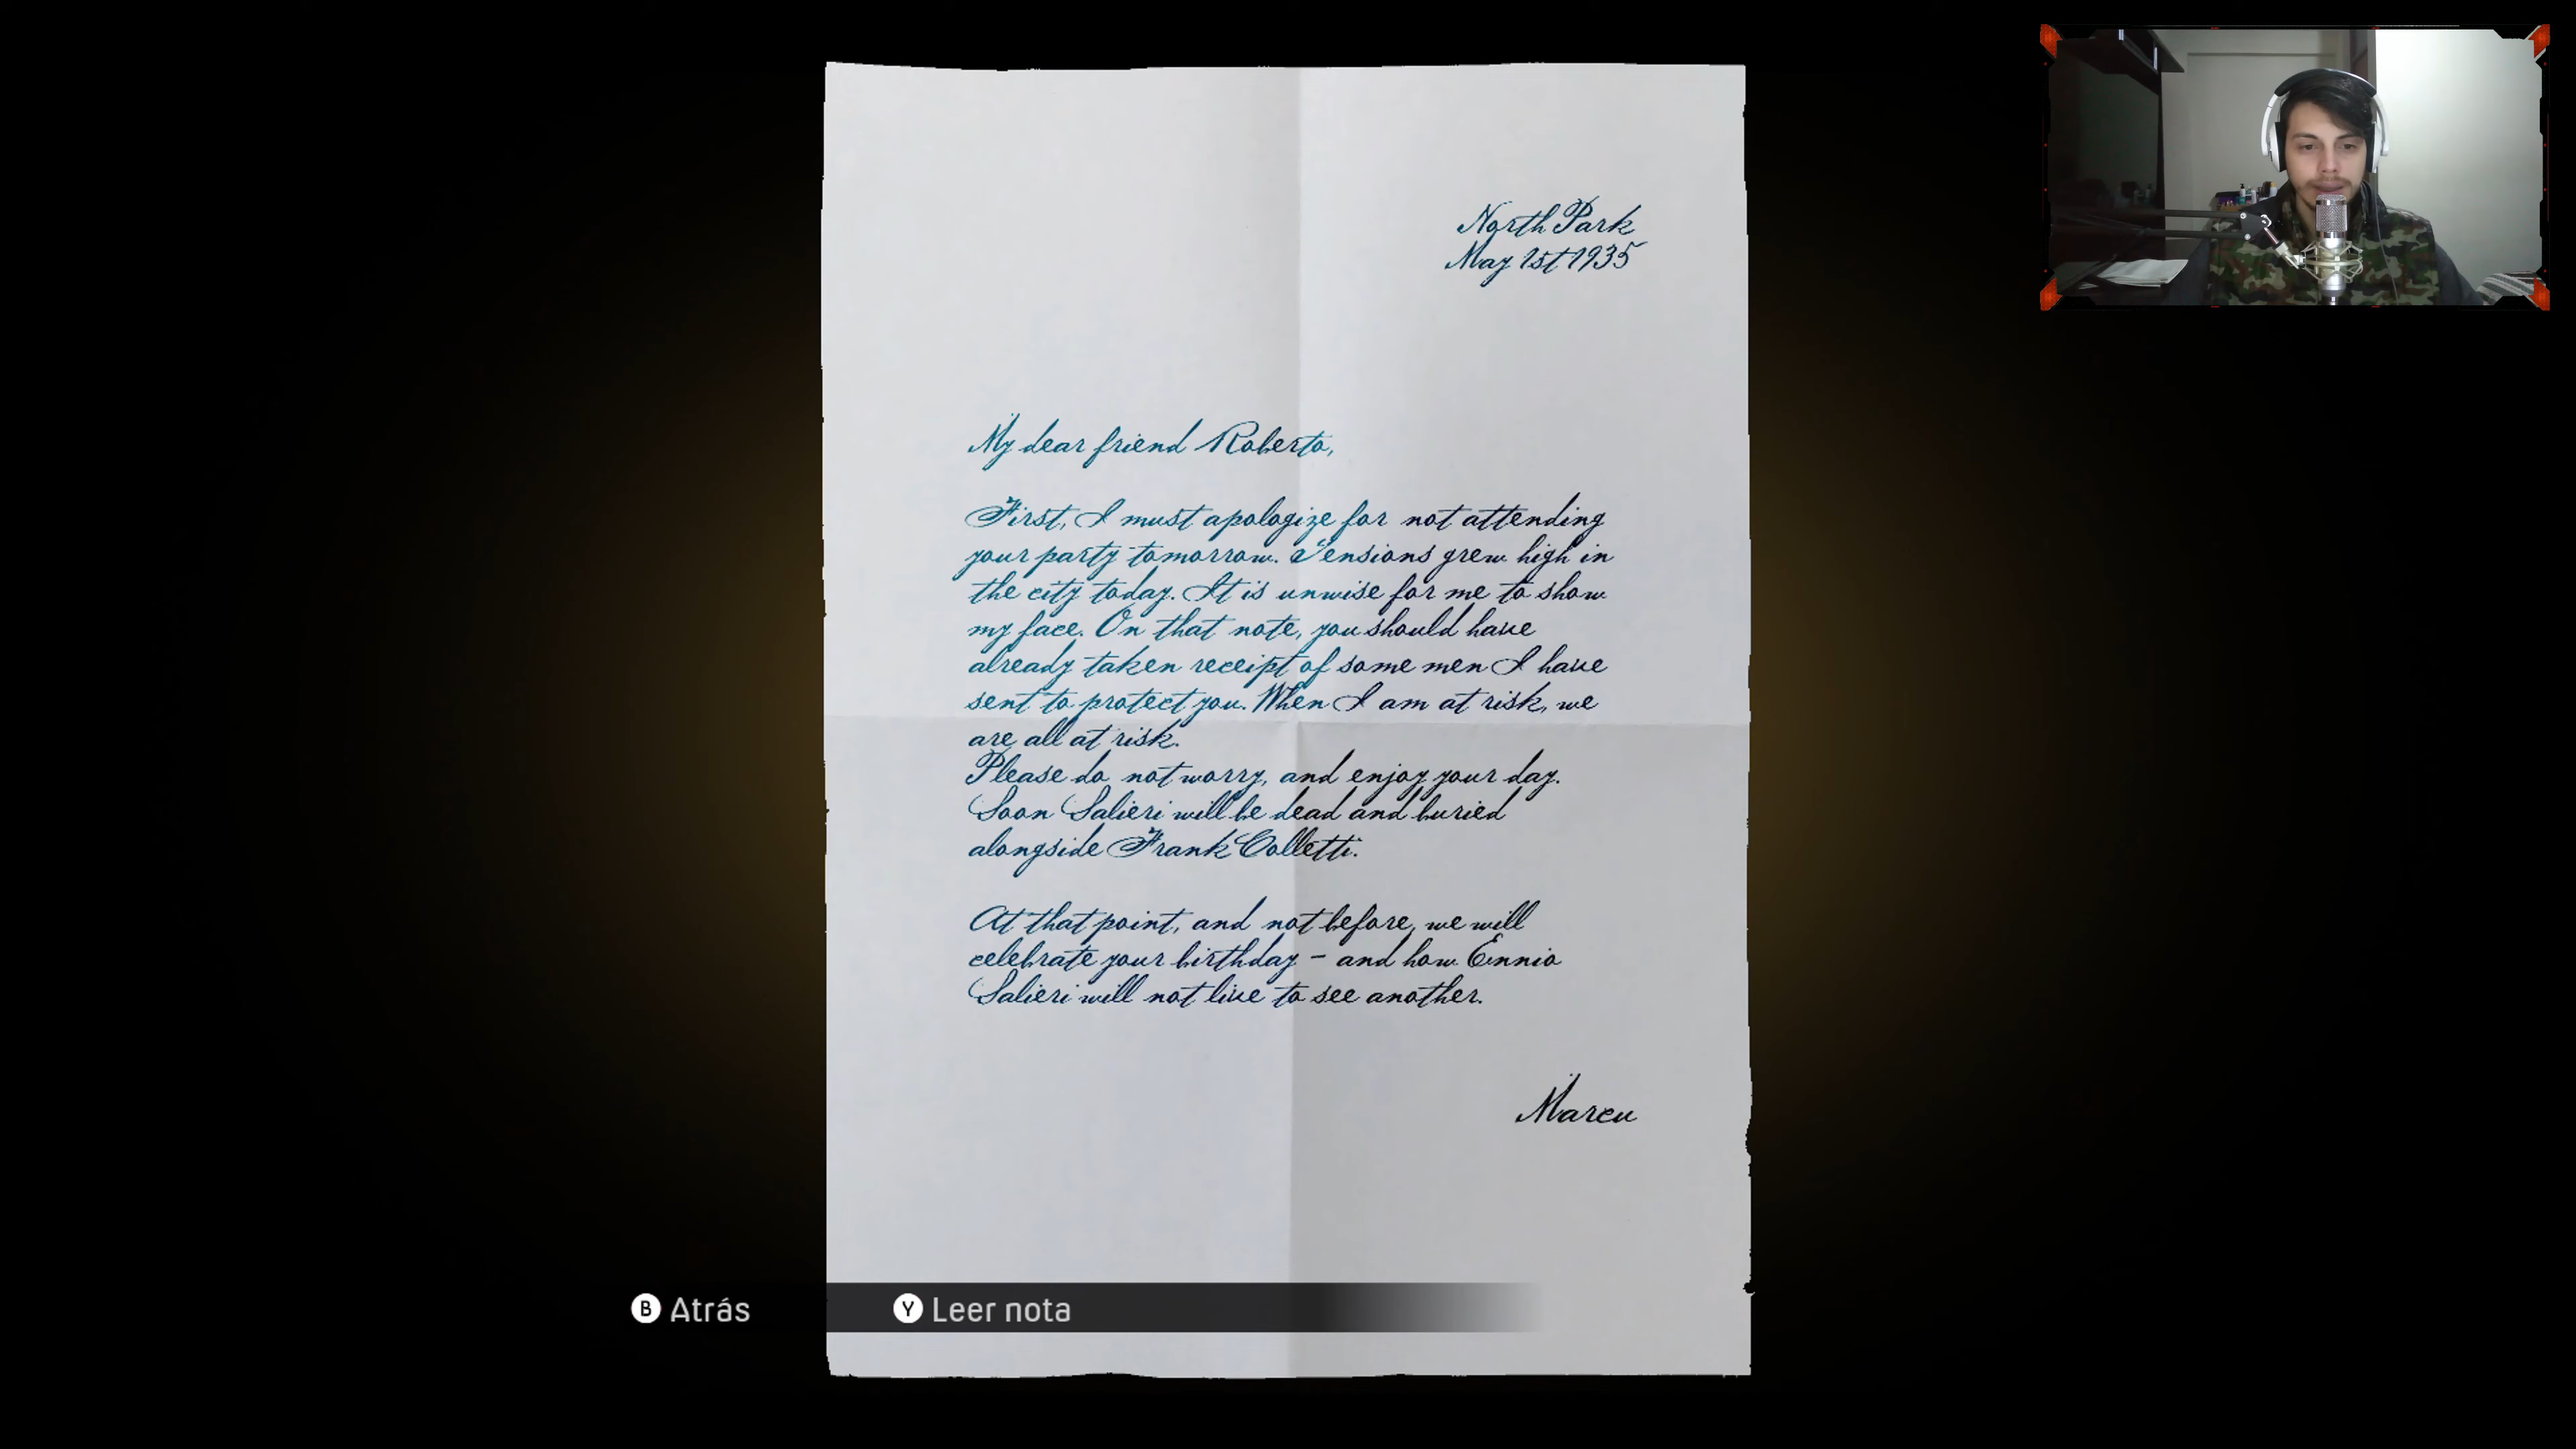 North Park
May 1st 1935
My dear friend Roberto,
First, I must apologize for not attending
your party tomorrow. Tensions grew high in
the city today. It is unwise for me to show
my face. On that note, you should have
already taken receipt of some men I have
sent to protect you. When I am at risk, we
are all at risk.
Please do not worry, and enjoy your day.
Soon Salieri will be dead and buried
alongside Frank Colletti.
At that point, and not before, we will
celebrate your birthday – and how Ennio
Salieri will not live to see another.
Marcu
B Atrás
Y Leer nota